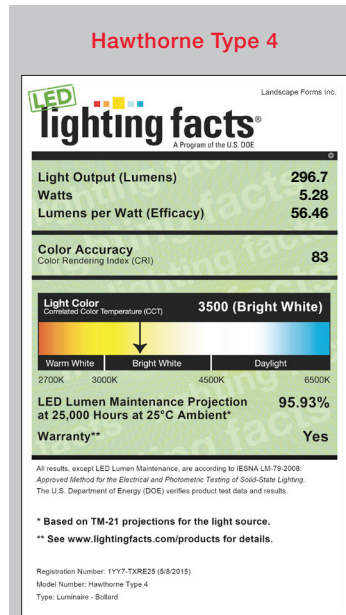 Hawthorne Type 4
Landscape Forms Inc.
LED
lighting facts®
A Program of the U.S. DOE
Light Output (Lumens) 296.7
Watts 5.28
Lumens per Watt (Efficacy) 56.46
Color Accuracy
Color Rendering Index (CRI) 83
Light Color
Correlated Color Temperature (CCT) 3500 (Bright White)
Warm White Bright White Daylight
2700K 3000K 4500K 6500K
LED Lumen Maintenance Projection
at 25,000 Hours at 25°C Ambient* 95.93%
Warranty** Yes
All results, except LED Lumen Maintenance, are according to IESNA LM-79-2008:
Approved Method for the Electrical and Photometric Testing of Solid-State Lighting.
The U.S. Department of Energy (DOE) verifies product test data and results.
* Based on TM-21 projections for the light source.
** See www.lightingfacts.com/products for details.
Registration Number: 1YY7-TXRE25 (5/8/2015)
Model Number: Hawthorne Type 4
Type: Luminaire - Bollard